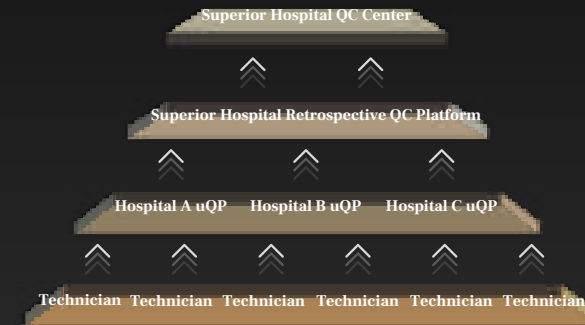 Superior Hospital QC Center
Superior Hospital Retrospective QC Platform
Hospital A uQP Hospital B uQP Hospital C uQP
Technician Technician Technician Technician Technician Technician